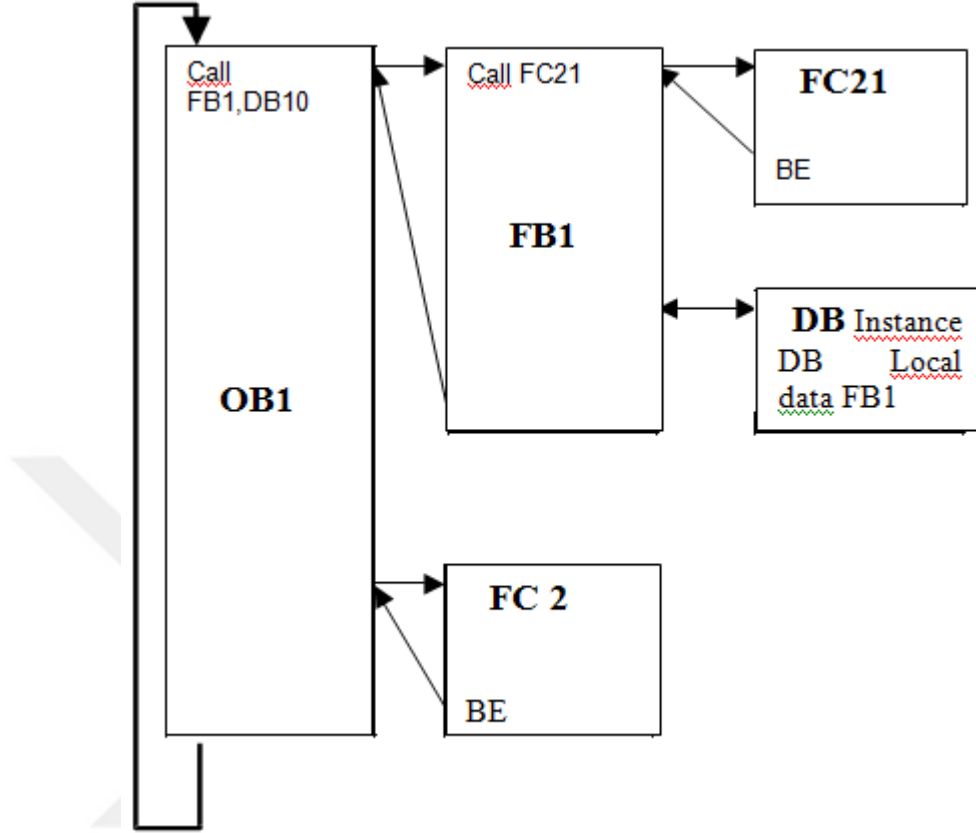 Call
FB1,DB10
OB1
Call FC21
FB1
FC21
BE
DB Instance
DB Local
data FB1
FC 2
BE